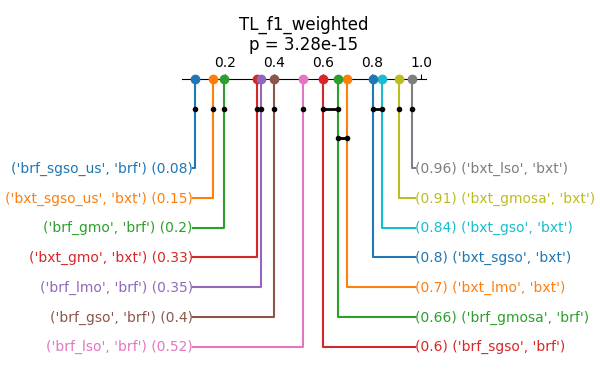 TL_f1_weighted
p = 3.28e-15
0.2 0.4 0.6 0.8 1.0
('brf_sgso_us', 'brf') (0.08)
('bxt_sgso_us', 'bxt') (0.15)
('brf_gmo', 'brf') (0.2)
('bxt_gmo', 'bxt') (0.33)
('brf_lmo', 'brf') (0.35)
('brf_gso', 'brf') (0.4)
('brf_lso', 'brf') (0.52)
(0.96) ('bxt_lso', 'bxt')
(0.91) ('bxt_gmosa', 'bxt')
(0.84) ('bxt_gso', 'bxt')
(0.8) ('bxt_sgso', 'bxt')
(0.7) ('bxt_lmo', 'bxt')
(0.66) ('brf_gmosa', 'brf')
(0.6) ('brf_sgso', 'brf')